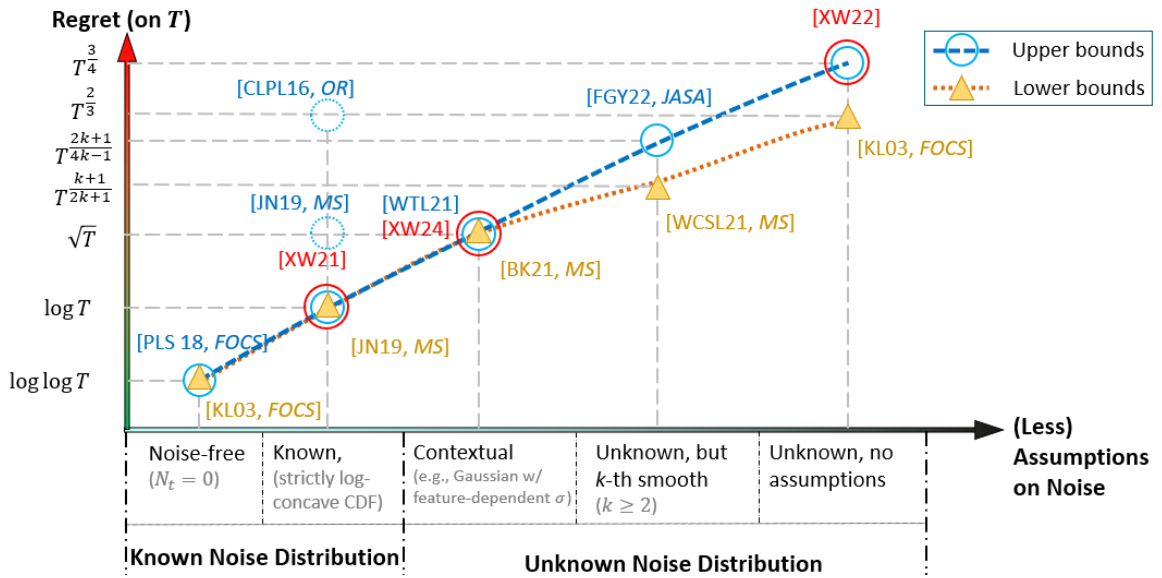 Regret (on T)
[XW22]
T^{3/4}
Upper bounds
Lower bounds
[CLPL16, OR]
[FGY22, JASA]
T^{2/3}
T^{(2k+1)/(4k−1)}
[KL03, FOCS]
T^{(k+1)/(2k+1)}
[JN19, MS]
[WTL21]
[XW24]
[WCSL21, MS]
√T
[XW21]
[BK21, MS]
log T
[PLS 18, FOCS]
[JN19, MS]
log log T
[KL03, FOCS]
(Less)
Assumptions
on Noise
Noise-free
(N_t = 0)
Known,
(strictly log-
concave CDF)
Contextual
(e.g., Gaussian w/
feature-dependent σ)
Unknown, but
k-th smooth
(k ≥ 2)
Unknown, no
assumptions
Known Noise Distribution
Unknown Noise Distribution